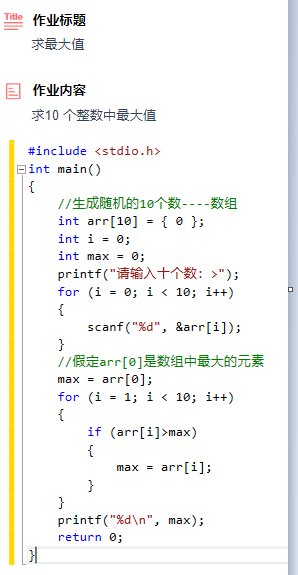 Title 作业标题
求最大值
作业内容
求10 个整数中最大值
#include <stdio.h>
int main()
{
//生成随机的10个数----数组
int arr[10] = { 0 };
int i = 0;
int max = 0;
printf("请输入十个数: >");
for (i = 0; i < 10; i++)
{
scanf("%d", &arr[i]);
}
//假定arr[0]是数组中最大的元素
max = arr[0];
for (i = 1; i < 10; i++)
{
if (arr[i]>max)
{
max = arr[i];
}
}
printf("%d\n", max);
return 0;
}